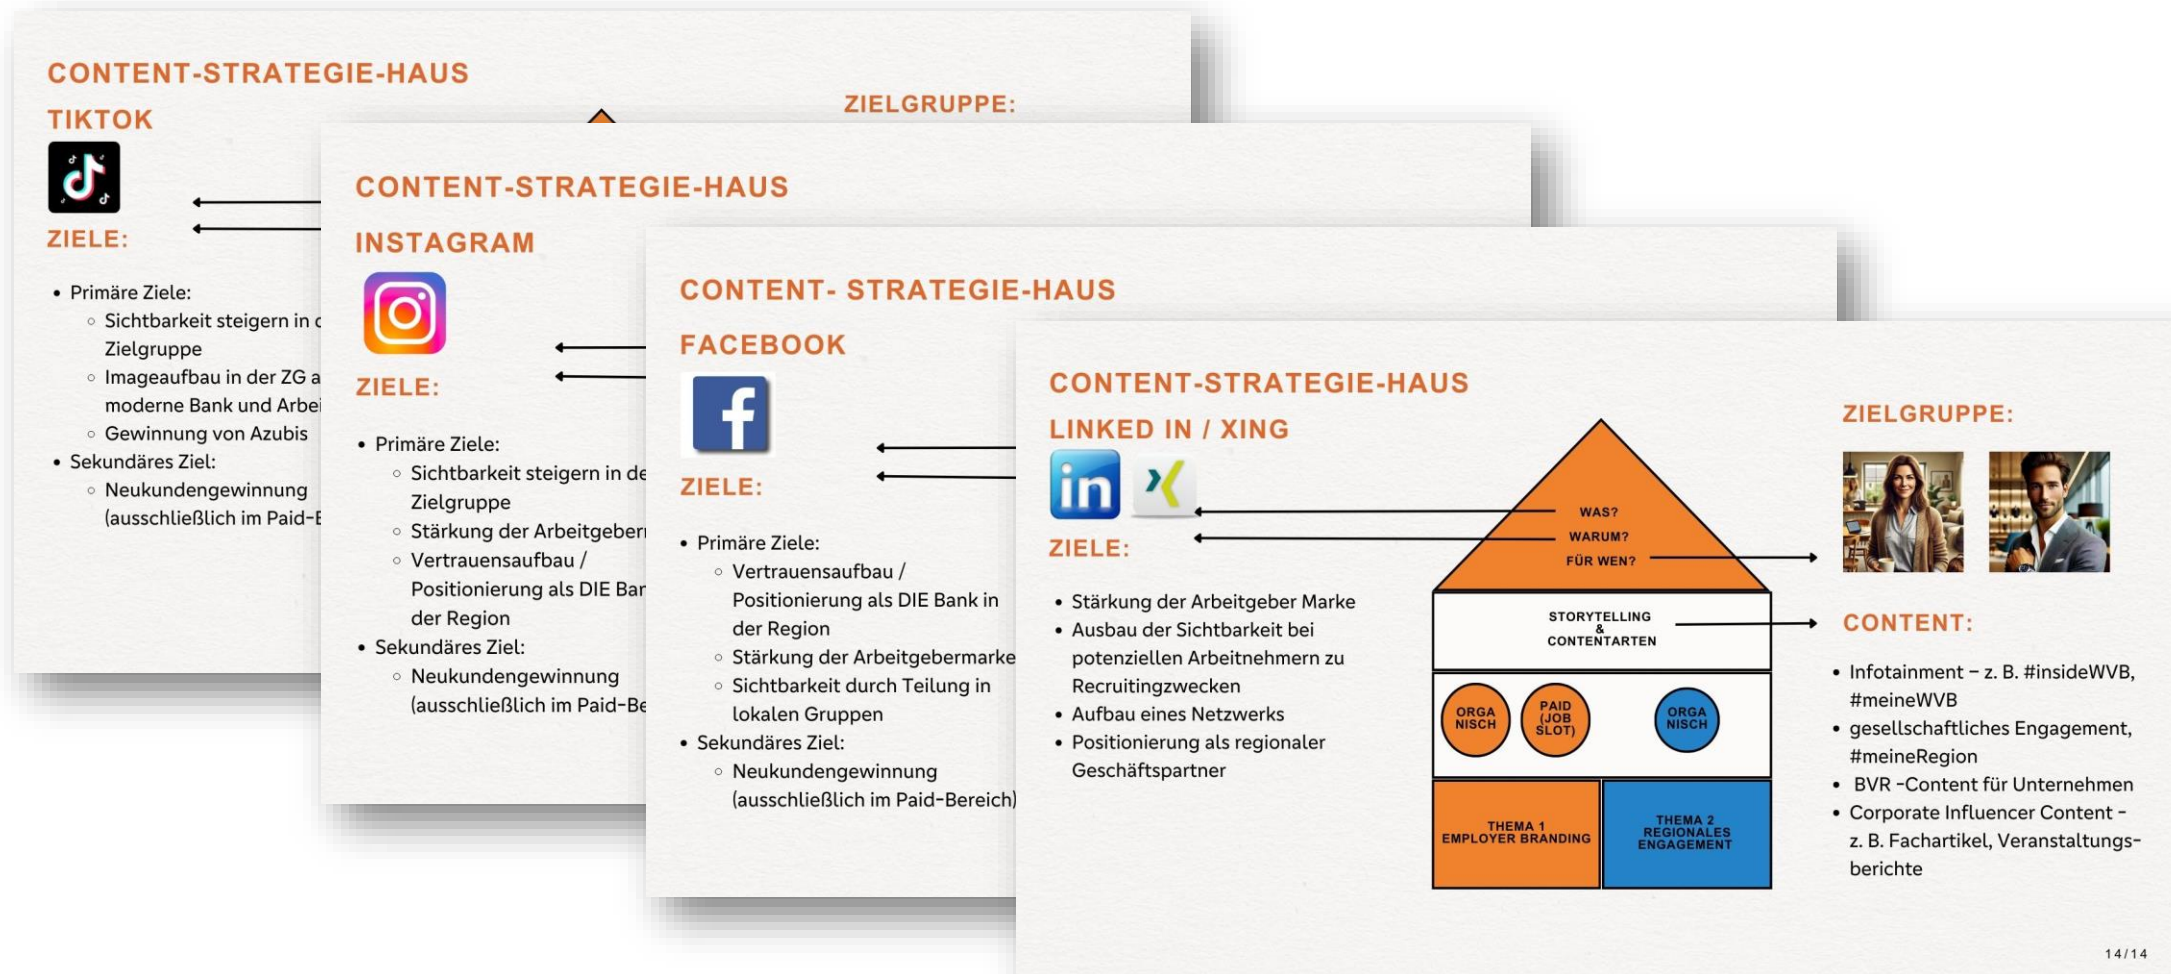 CONTENT-STRATEGIE-HAUS
TIKTOK
ZIELGRUPPE:
ZIELE:
• Primäre Ziele:
◦ Sichtbarkeit steigern in
Zielgruppe
◦ Imageaufbau in der ZG
moderne Bank und
◦ Gewinnung von Azubis
• Sekundäres Ziel:
◦ Neukundengewinnung
(ausschließlich im
CONTENT-STRATEGIE-HAUS
INSTAGRAM
ZIELE:
• Primäre Ziele:
◦ Sichtbarkeit steigern in
Zielgruppe
◦ Stärkung der
◦ Vertrauensaufbau /
Positionierung als DIE
der Region
• Sekundäres Ziel:
◦ Neukundengewinnung
(ausschließlich im
CONTENT- STRATEGIE-HAUS
FACEBOOK
ZIELE:
• Primäre Ziele:
◦ Vertrauensaufbau /
Positionierung als DIE Bank in
der Region
◦ Stärkung der Arbeitgebermarke
◦ Sichtbarkeit durch Teilung in
lokalen Gruppen
• Sekundäres Ziel:
◦ Neukundengewinnung
(ausschließlich im Paid-Bereich)
CONTENT-STRATEGIE-HAUS
LINKED IN / XING
in
ZIELE:
• Stärkung der Arbeitgeber Marke
• Ausbau der Sichtbarkeit bei
potenziellen Arbeitnehmern zu
Recruitingzwecken
• Aufbau eines Netzwerks
• Positionierung als regionaler
Geschäftspartner
WAS?
WARUM?
FÜR WEN?
STORYTELLING
&
CONTENTARTEN
ORGA
NISCH
PAID
(JOB
SLOT)
ORGA
NISCH
THEMA 1
EMPLOYER BRANDING
THEMA 2
REGIONALES
ENGAGEMENT
ZIELGRUPPE:
CONTENT:
• Infotainment – z. B. #insideWVB,
#meineWVB
• gesellschaftliches Engagement,
#meineRegion
• BVR -Content für Unternehmen
• Corporate Influencer Content -
z. B. Fachartikel, Veranstaltungs-
berichte
14/14